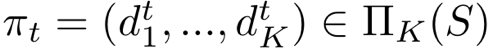 π_t = (d_1^t, ..., d_K^t) ∈ Π_K(S)